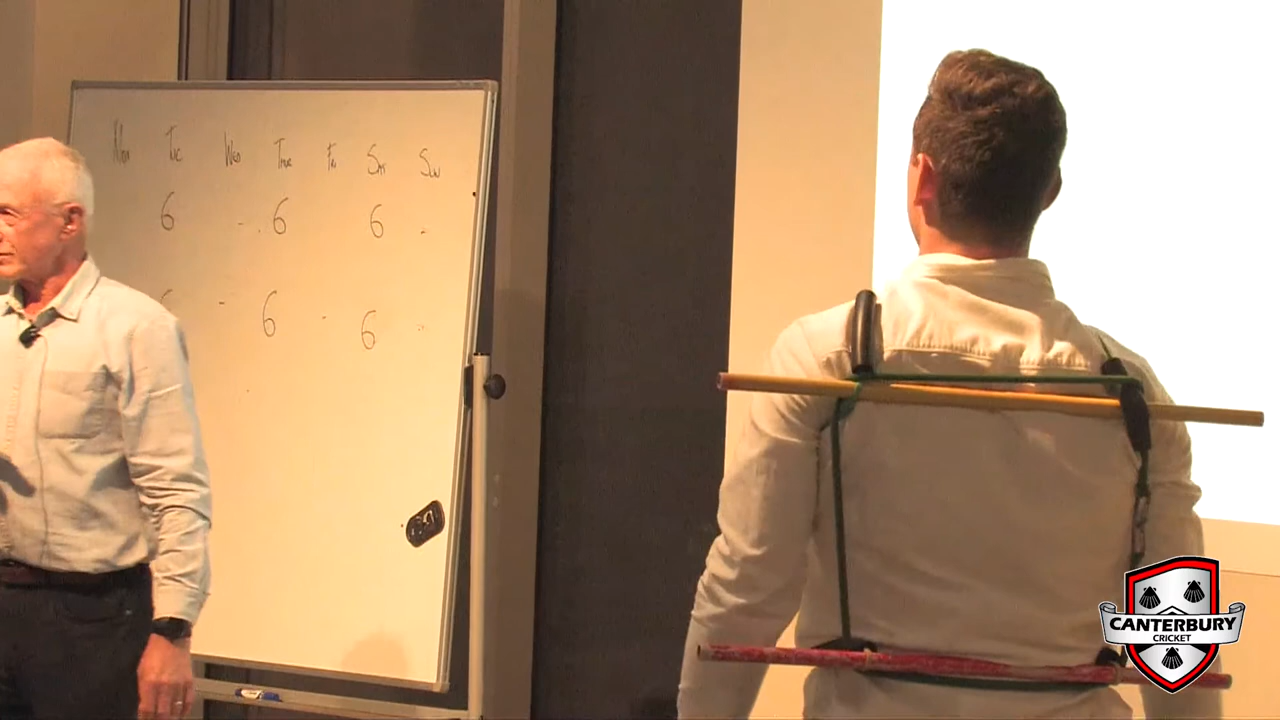 Mon Tue Wed Thur Fri Sat Sun
6 - . 6 6 -
6 - 6 - 6 -
CANTERBURY
CRICKET